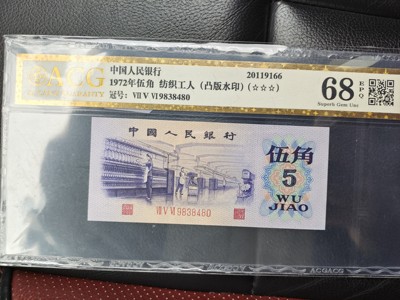 ACG
中国人民银行
20119166
1972年伍角 纺织工人（凸版水印）(☆☆☆)
冠号: Ⅶ Ⅴ Ⅵ 9838480
68
EPQ
Superb Gem Unc
中国人民银行
伍角
5
WU
JIAO
Ⅶ Ⅴ Ⅵ 9838480
ACGACG